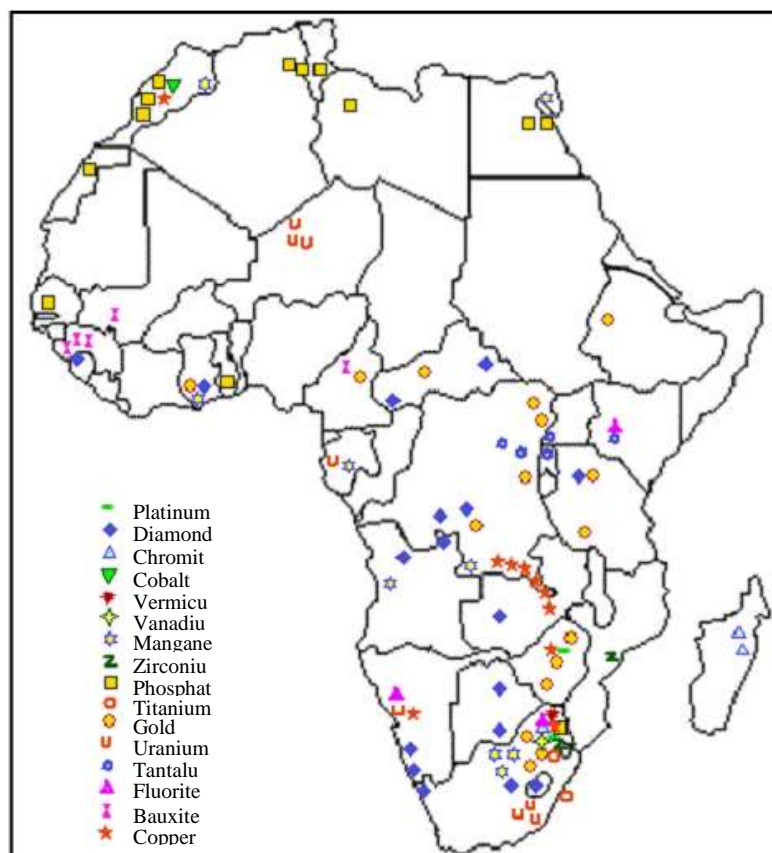 Platinum
Diamond
Chromit
Cobalt
Vermicu
Vanadiu
Mangane
Zirconiu
Phosphat
Titanium
Gold
Uranium
Tantalu
Fluorite
Bauxite
Copper